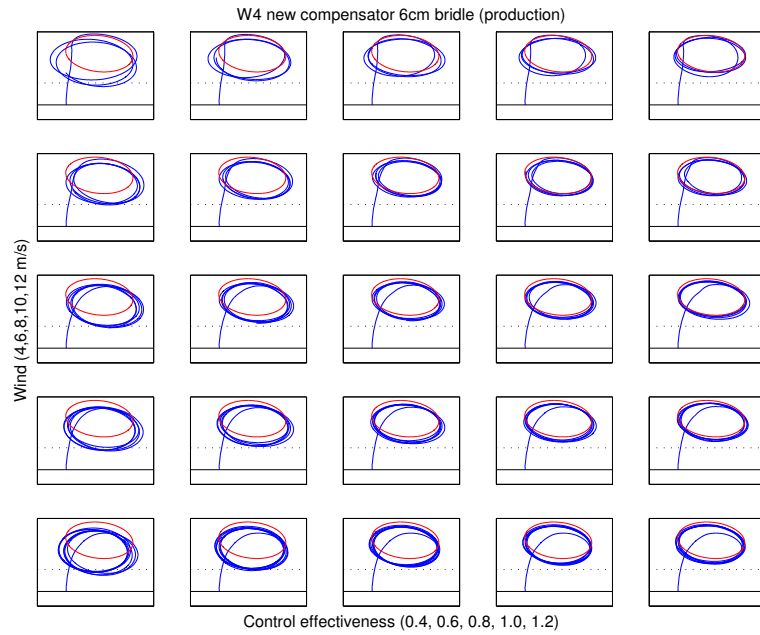 W4 new compensator 6cm bridle (production)
Wind (4,6,8,10,12 m/s)
Control effectiveness (0.4, 0.6, 0.8, 1.0, 1.2)